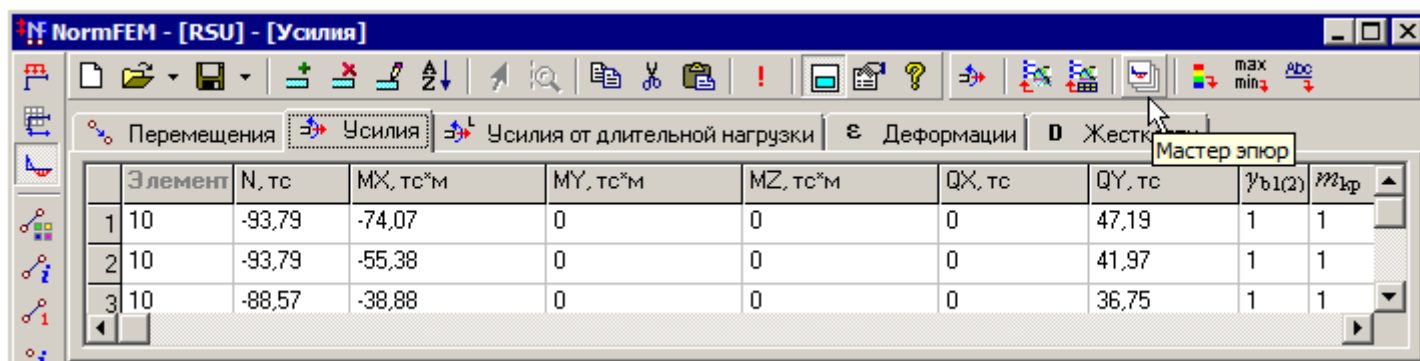 NormFEM - [RSU] - [Усилия]
max
min
Abc
Перемещения Усилия L Усилия от длительной нагрузки ε Деформации D
Мастер эпюр
Элемент N, тс MX, тс*м MY, тс*м MZ, тс*м QX, тс QY, тс γb1(2) mкр
1 10 -93,79 -74,07 0 0 0 47,19 1 1
2 10 -93,79 -55,38 0 0 0 41,97 1 1
3 10 -88,57 -38,88 0 0 0 36,75 1 1